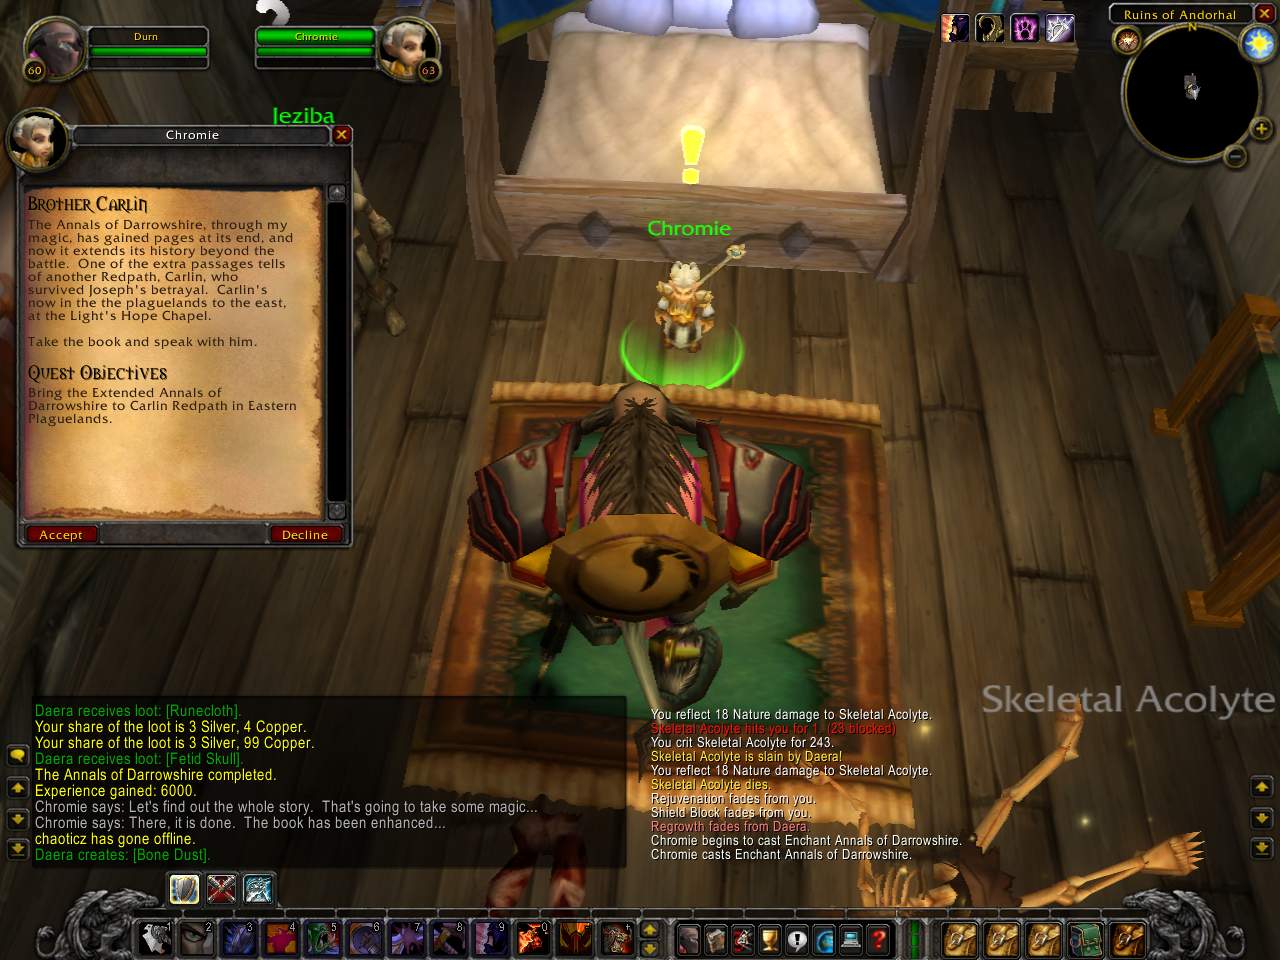 Durn
60
Chromie
63
Ruins of Andorhal
N
Jeziba
Chromie
Brother Carlin
The Annals of Darrowshire, through my
magic, has gained pages at its end, and
now it extends its history beyond the
battle. One of the extra passages tells
of another Redpath, Carlin, who
survived Joseph's betrayal. Carlin's
now in the the plaguelands to the east,
at the Light's Hope Chapel.
Take the book and speak with him.
Quest Objectives
Bring the Extended Annals of
Darrowshire to Carlin Redpath in Eastern
Plaguelands.
Accept
Decline
Chromie
Skeletal Acolyte
Daera receives loot: [Runecloth].
Your share of the loot is 3 Silver, 4 Copper.
Your share of the loot is 3 Silver, 99 Copper.
Daera receives loot: [Fetid Skull].
The Annals of Darrowshire completed.
Experience gained: 6000.
Chromie says: Let's find out the whole story. That's going to take some magic...
Chromie says: There, it is done. The book has been enhanced...
chaoticz has gone offline.
Daera creates: [Bone Dust].
You reflect 18 Nature damage to Skeletal Acolyte.
Skeletal Acolyte hits you for 1. (23 blocked)
You crit Skeletal Acolyte for 243.
Skeletal Acolyte is slain by Daera!
You reflect 18 Nature damage to Skeletal Acolyte.
Skeletal Acolyte dies.
Rejuvenation fades from you.
Shield Block fades from you.
Regrowth fades from Daera.
Chromie begins to cast Enchant Annals of Darrowshire.
Chromie casts Enchant Annals of Darrowshire.
1 2 3 4 5 6 7 8 9 0 - +